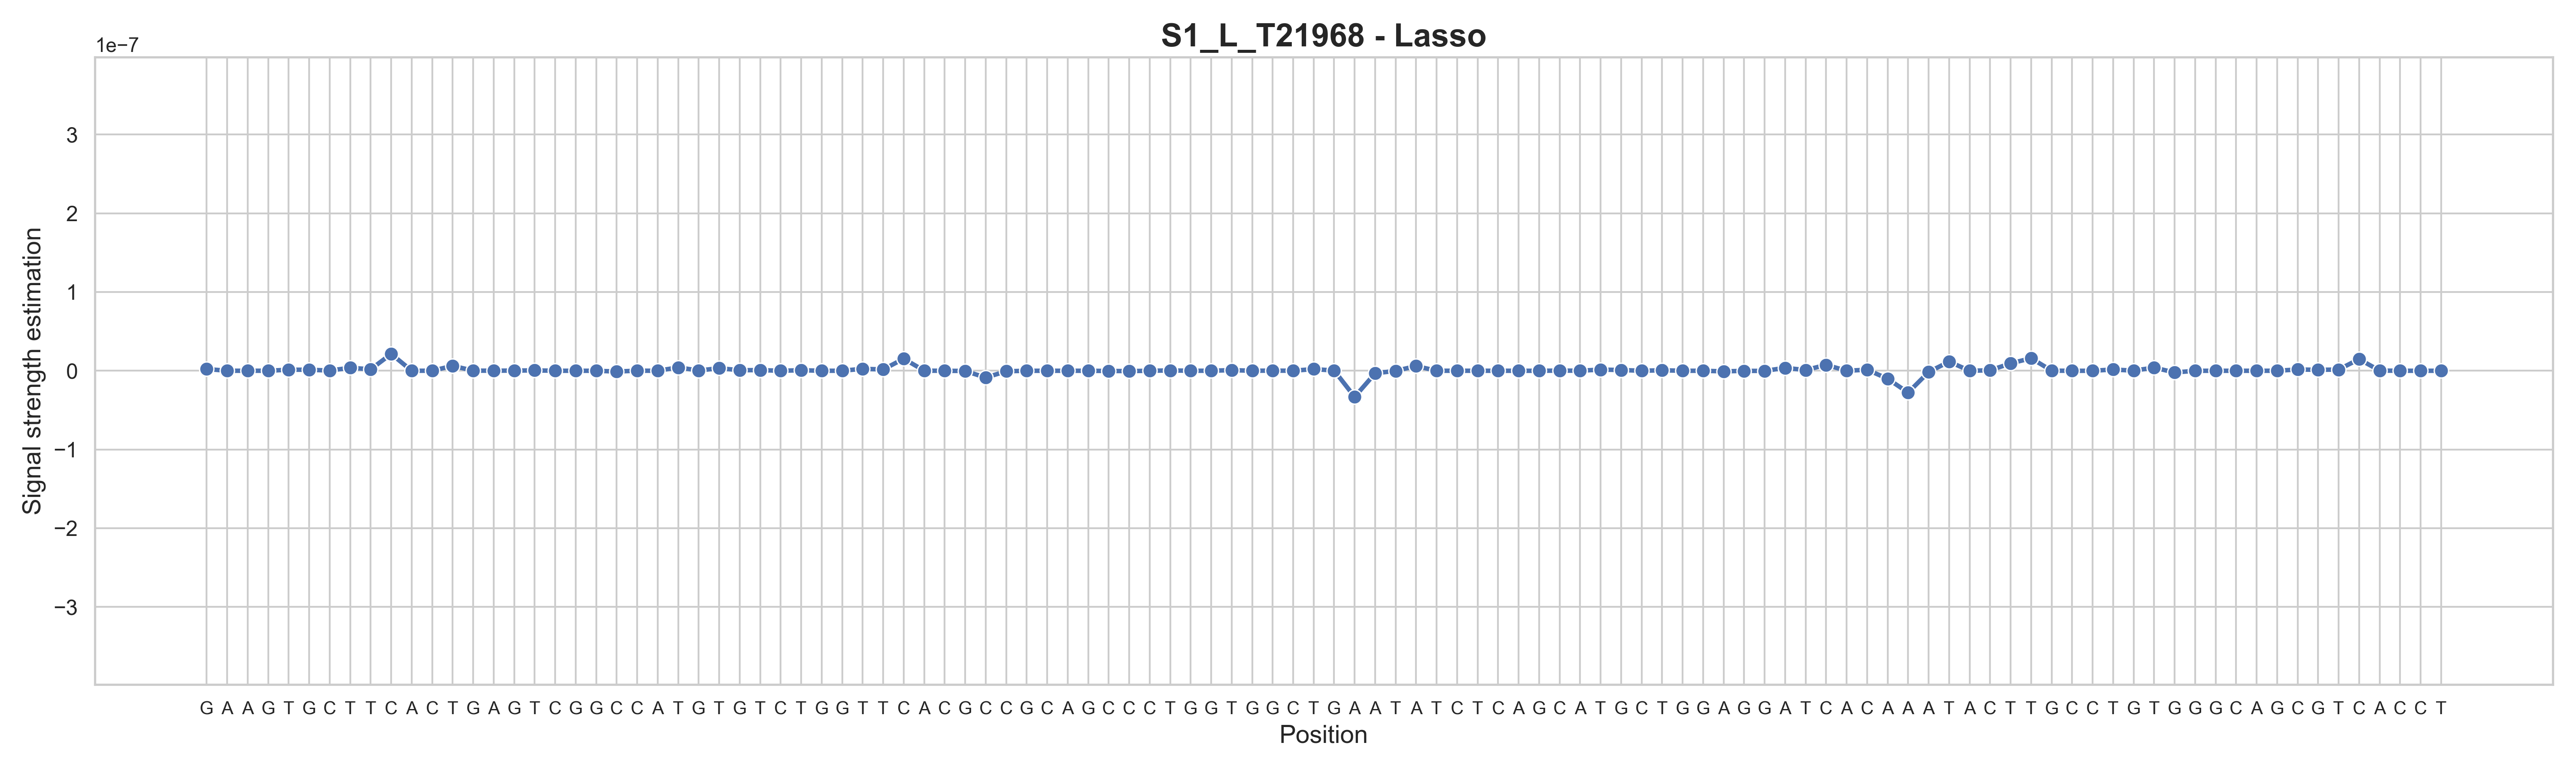 S1_L_T21968 - Lasso
1e−7
Signal strength estimation
3
2
1
0
−1
−2
−3
G A A G T G C T T C A C T G A G T C G G C C A T G T G T C T G G T T C A C G C C G C A G C C C T G G T G G C T G A A T A T C T C A G C A T G C T G G A G G A T C A C A A A T A C T T G C C T G T G G G C A G C G T C A C C T
Position